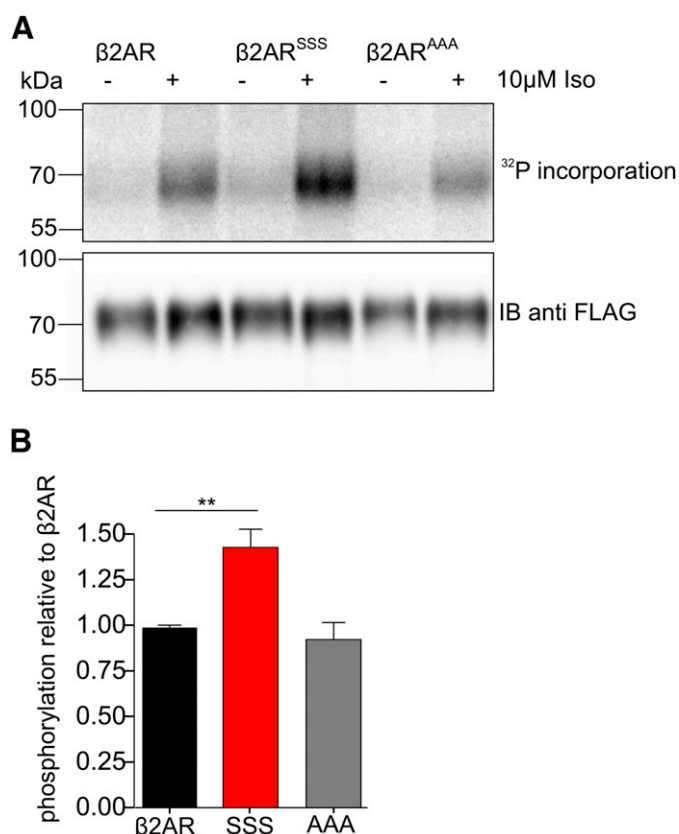 A
β2AR β2AR^SSS β2AR^AAA
kDa - + - + - + 10μM Iso
100
70
55
³²P incorporation
100
70
55
IB anti FLAG
B
phosphorylation relative to β2AR
**
1.50
1.25
1.00
0.75
0.50
0.25
0.00
β2AR SSS AAA